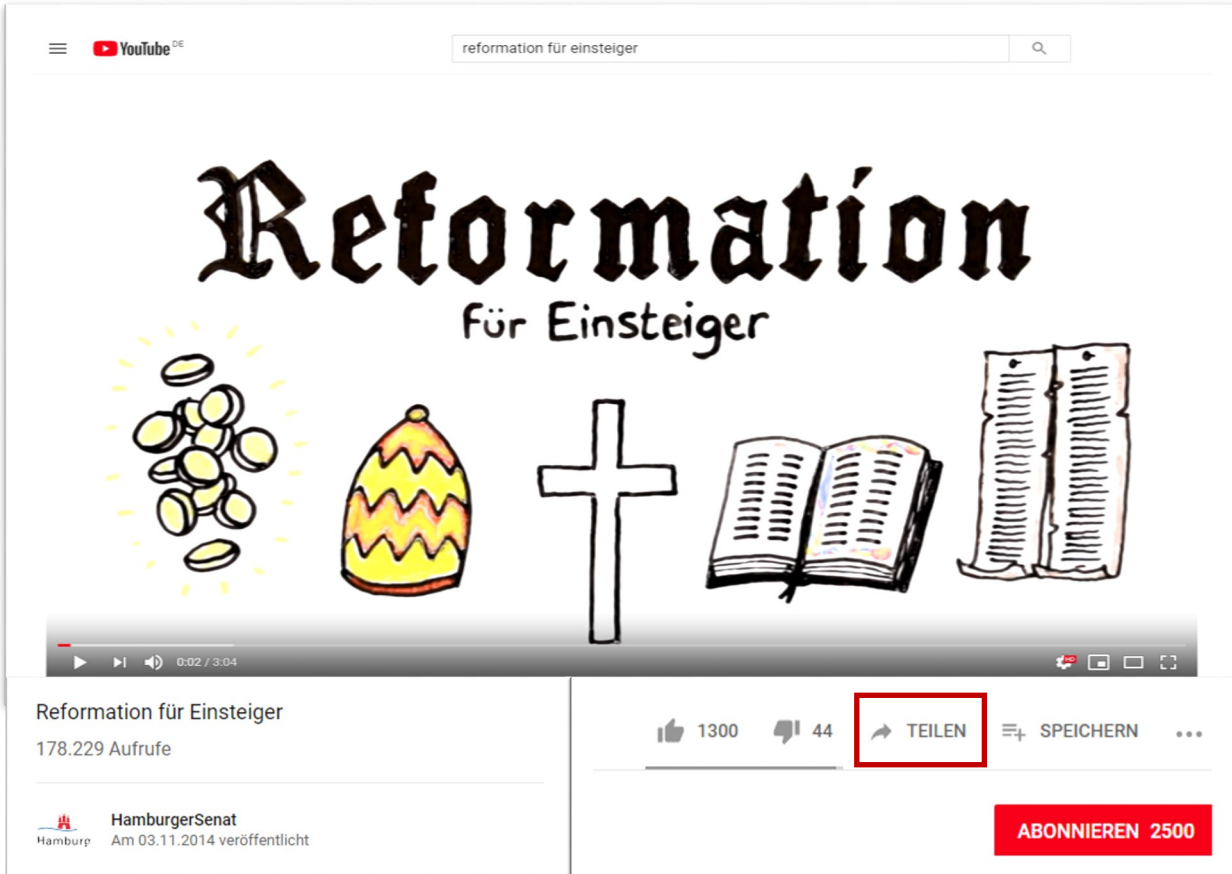 YouTube DE
reformation für einsteiger
Reformation
Für Einsteiger
0:02 / 3:04
HD
Reformation für Einsteiger
178.229 Aufrufe
1300 44 TEILEN SPEICHERN
Hamburg
HamburgerSenat
Am 03.11.2014 veröffentlicht
ABONNIEREN 2500